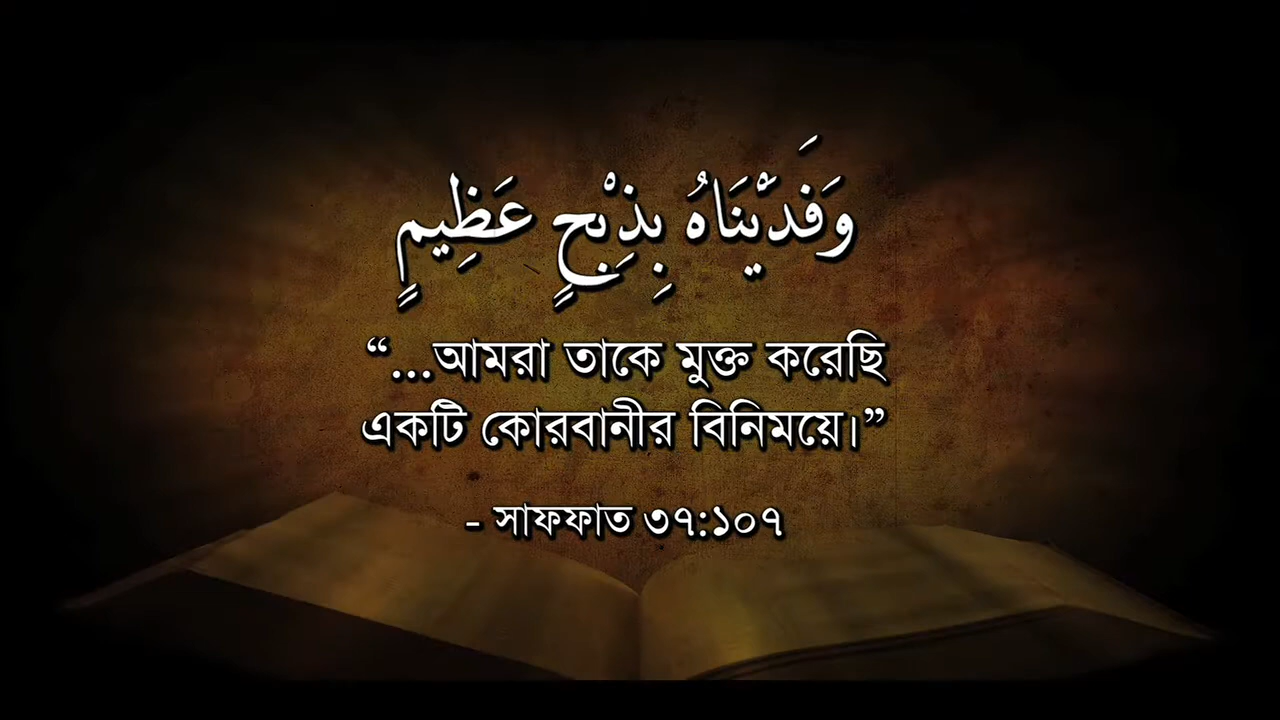 وَفَدَيْنَاهُ بِذِبْحٍ عَظِيمٍ
“...আমরা তাকে মুক্ত করেছি
একটি কোরবানীর বিনিময়ে।”
- সাফফাত ৩৭:১০৭